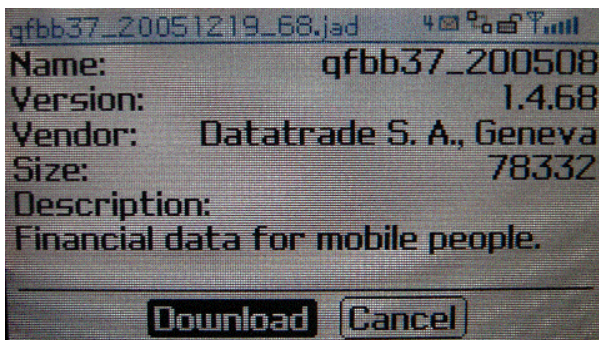 qfbb37_20051219_68.jad 4
Name: qfbb37_200508
Version: 1.4.68
Vendor: Datatrade S. A., Geneva
Size: 78332
Description:
Financial data for mobile people.
Download Cancel